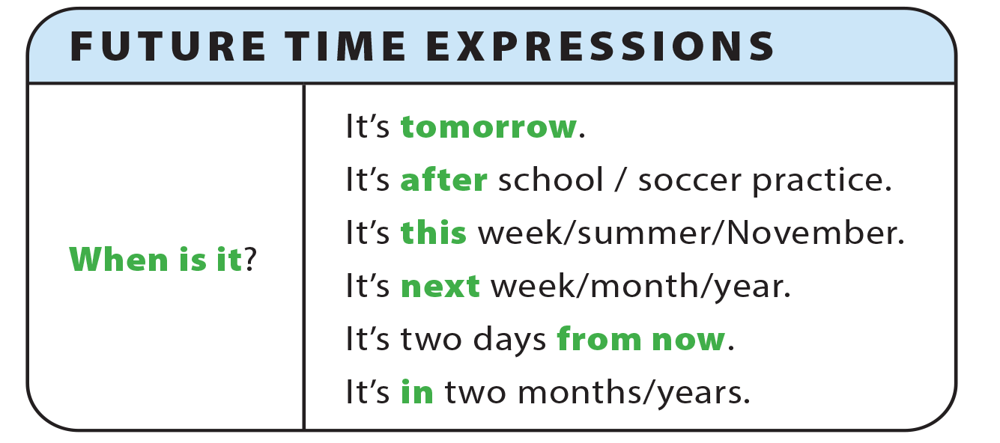 FUTURE TIME EXPRESSIONS
When is it?
It’s tomorrow.
It’s after school / soccer practice.
It’s this week/summer/November.
It’s next week/month/year.
It’s two days from now.
It’s in two months/years.